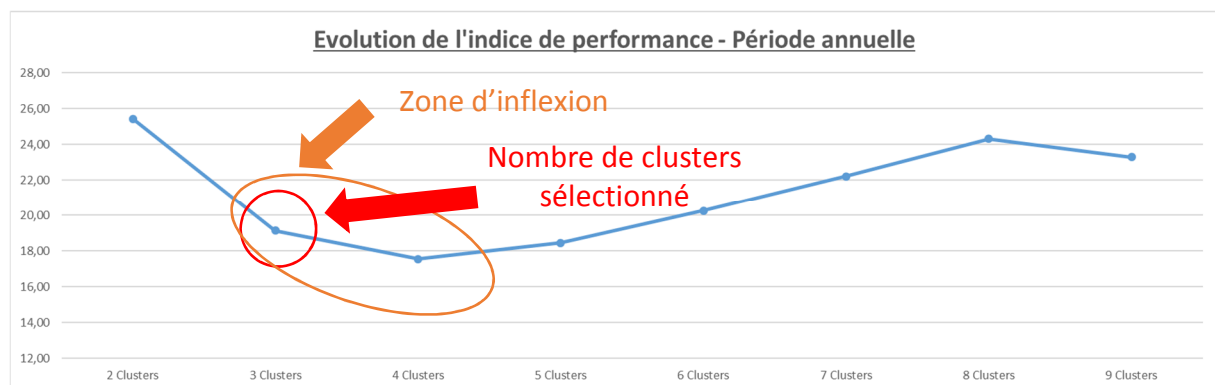 Evolution de l'indice de performance - Période annuelle
28,00
26,00
24,00
22,00
20,00
18,00
16,00
14,00
12,00
Zone d’inflexion
Nombre de clusters
sélectionné
2 Clusters
3 Clusters
4 Clusters
5 Clusters
6 Clusters
7 Clusters
8 Clusters
9 Clusters